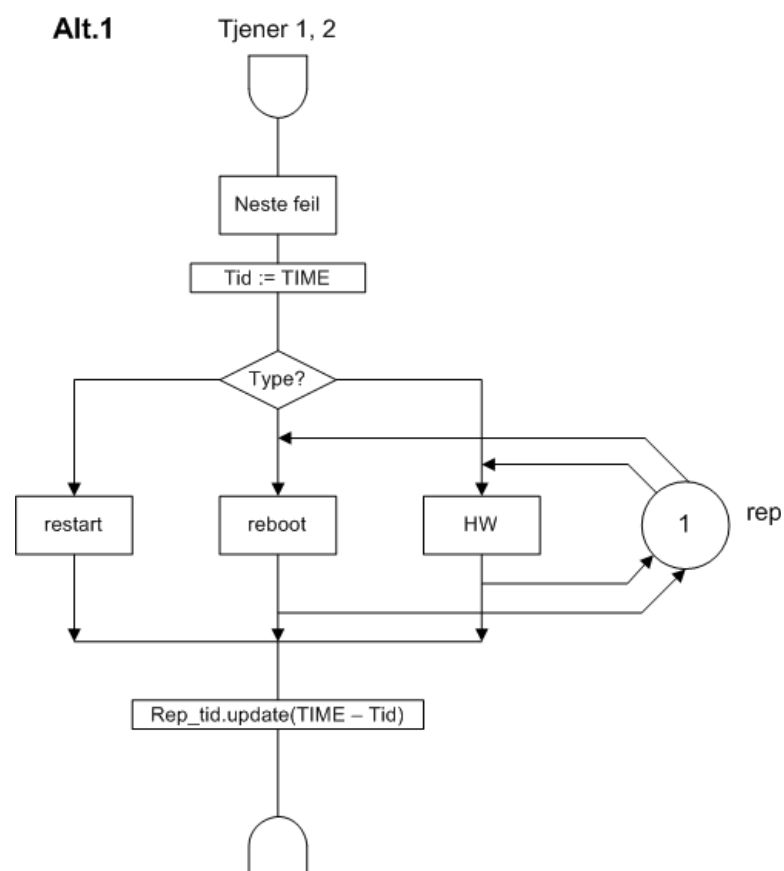 Alt.1
Tjener 1, 2
Neste feil
Tid := TIME
Type?
restart
reboot
HW
1
rep
Rep_tid.update(TIME – Tid)